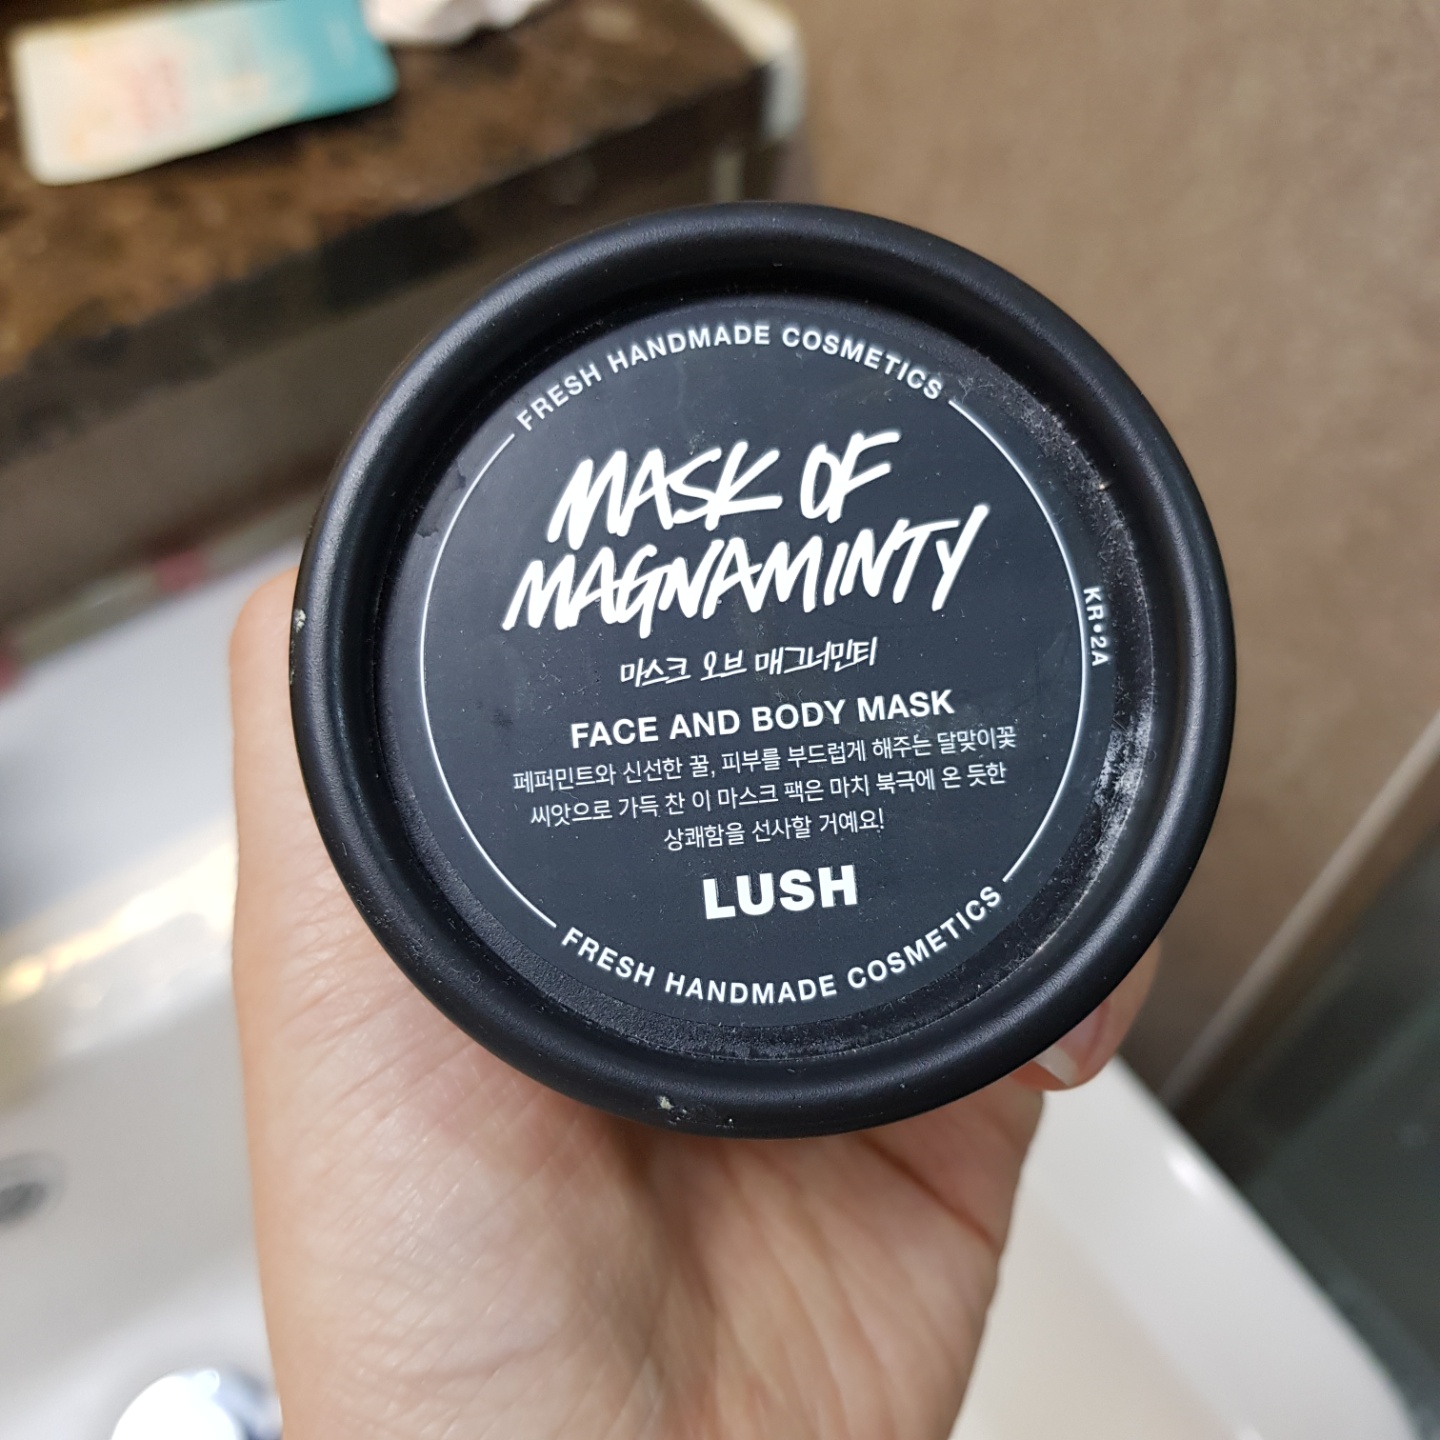 FRESH HANDMADE COSMETICS
MASK OF
MAGNAMINTY
마스크 오브 매그너민티
FACE AND BODY MASK
페퍼민트와 신선한 꿀, 피부를 부드럽게 해주는 달맞이꽃
씨앗으로 가득 찬 이 마스크 팩은 마치 북극에 온 듯한
상쾌함을 선사할 거예요!
LUSH
FRESH HANDMADE COSMETICS
KR•2A